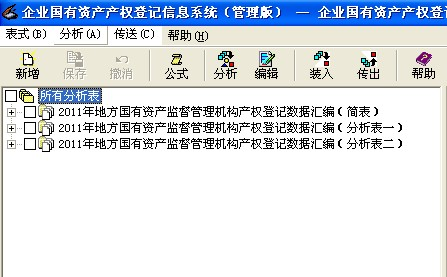 企业国有资产产权登记信息系统（管理版） — 企业国有资产产权登
表式(B) 分析(A) 传送(C) 帮助(H)
新增 保存 撤消 公式 分析 编辑 装入 传出 帮助
所有分析表
2011年地方国有资产监督管理机构产权登记数据汇编（简表）
2011年地方国有资产监督管理机构产权登记数据汇编（分析表一）
2011年地方国有资产监督管理机构产权登记数据汇编（分析表二）